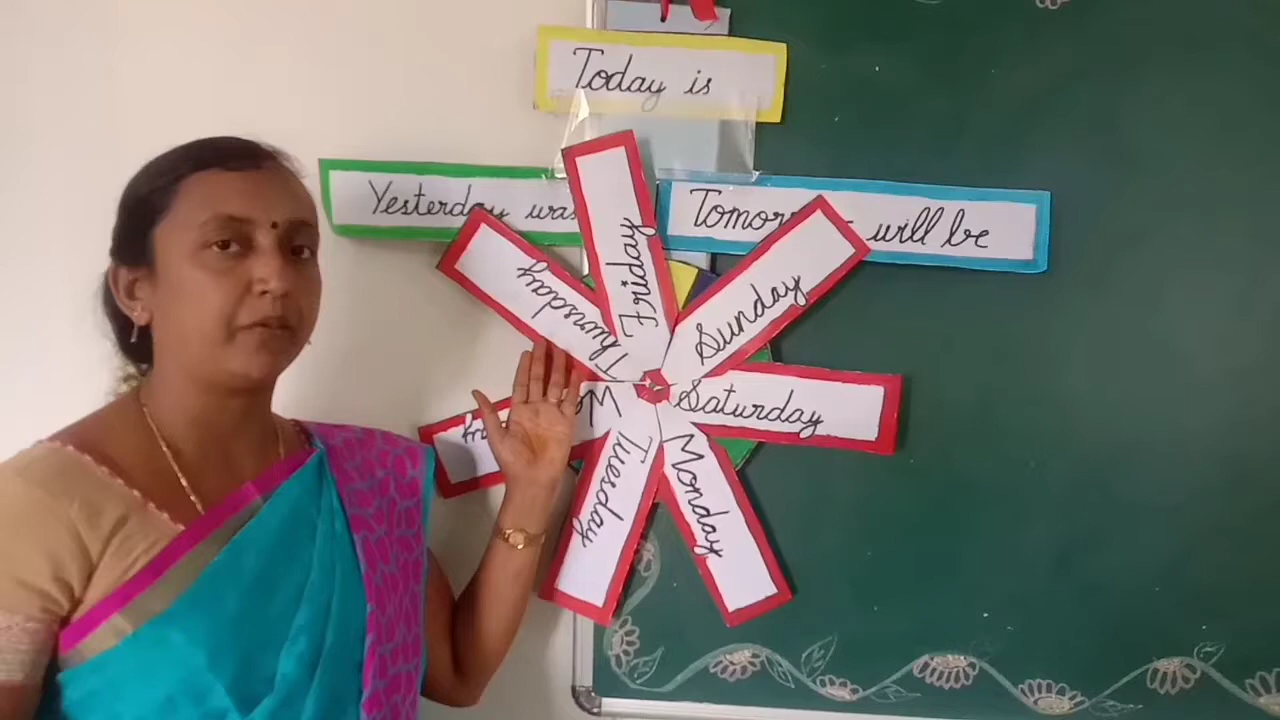 Today is
Yesterday was
Tomorrow will be
Friday
Sunday
Saturday
Monday
Tuesday
Thursday